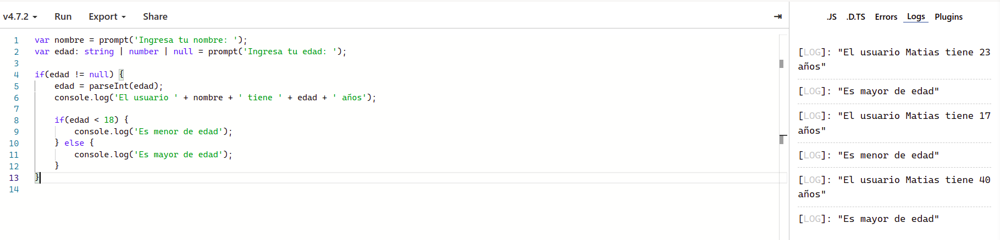 v4.7.2 Run Export Share
.JS .D.TS Errors Logs Plugins
1 var nombre = prompt('Ingresa tu nombre: ');
2 var edad: string | number | null = prompt('Ingresa tu edad: ');
3
4 if(edad != null) {
5 edad = parseInt(edad);
6 console.log('El usuario ' + nombre + ' tiene ' + edad + ' años');
7
8 if(edad < 18) {
9 console.log('Es menor de edad');
10 } else {
11 console.log('Es mayor de edad');
12 }
13 }
14
[LOG]: "El usuario Matias tiene 23
años"
[LOG]: "Es mayor de edad"
[LOG]: "El usuario Matias tiene 17
años"
[LOG]: "Es menor de edad"
[LOG]: "El usuario Matias tiene 40
años"
[LOG]: "Es mayor de edad"